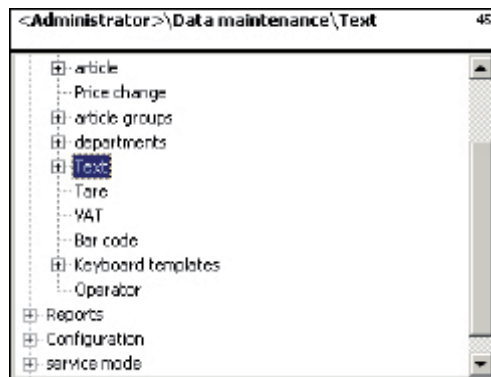 <Administrator>\Data maintenance\Text 45
article
Price change
article groups
departments
Text
Tare
VAT
Bar code
Keyboard templates
Operator
Reports
Configuration
service mode